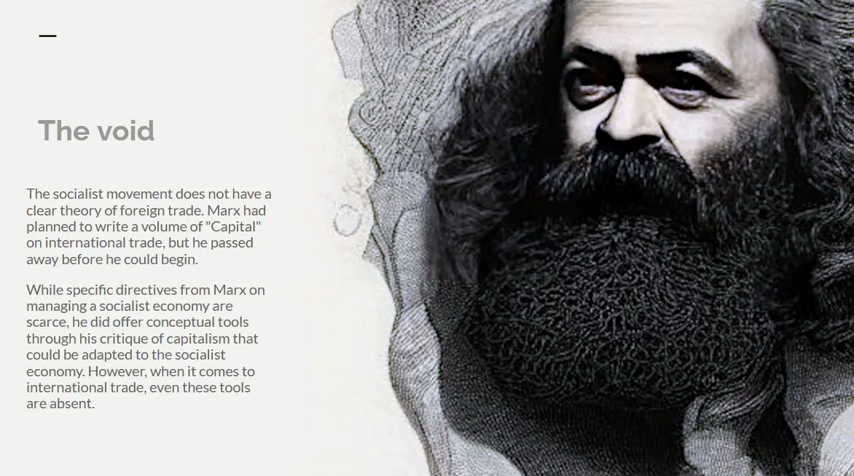 The void
The socialist movement does not have a
clear theory of foreign trade. Marx had
planned to write a volume of "Capital"
on international trade, but he passed
away before he could begin.
While specific directives from Marx on
managing a socialist economy are
scarce, he did offer conceptual tools
through his critique of capitalism that
could be adapted to the socialist
economy. However, when it comes to
international trade, even these tools
are absent.